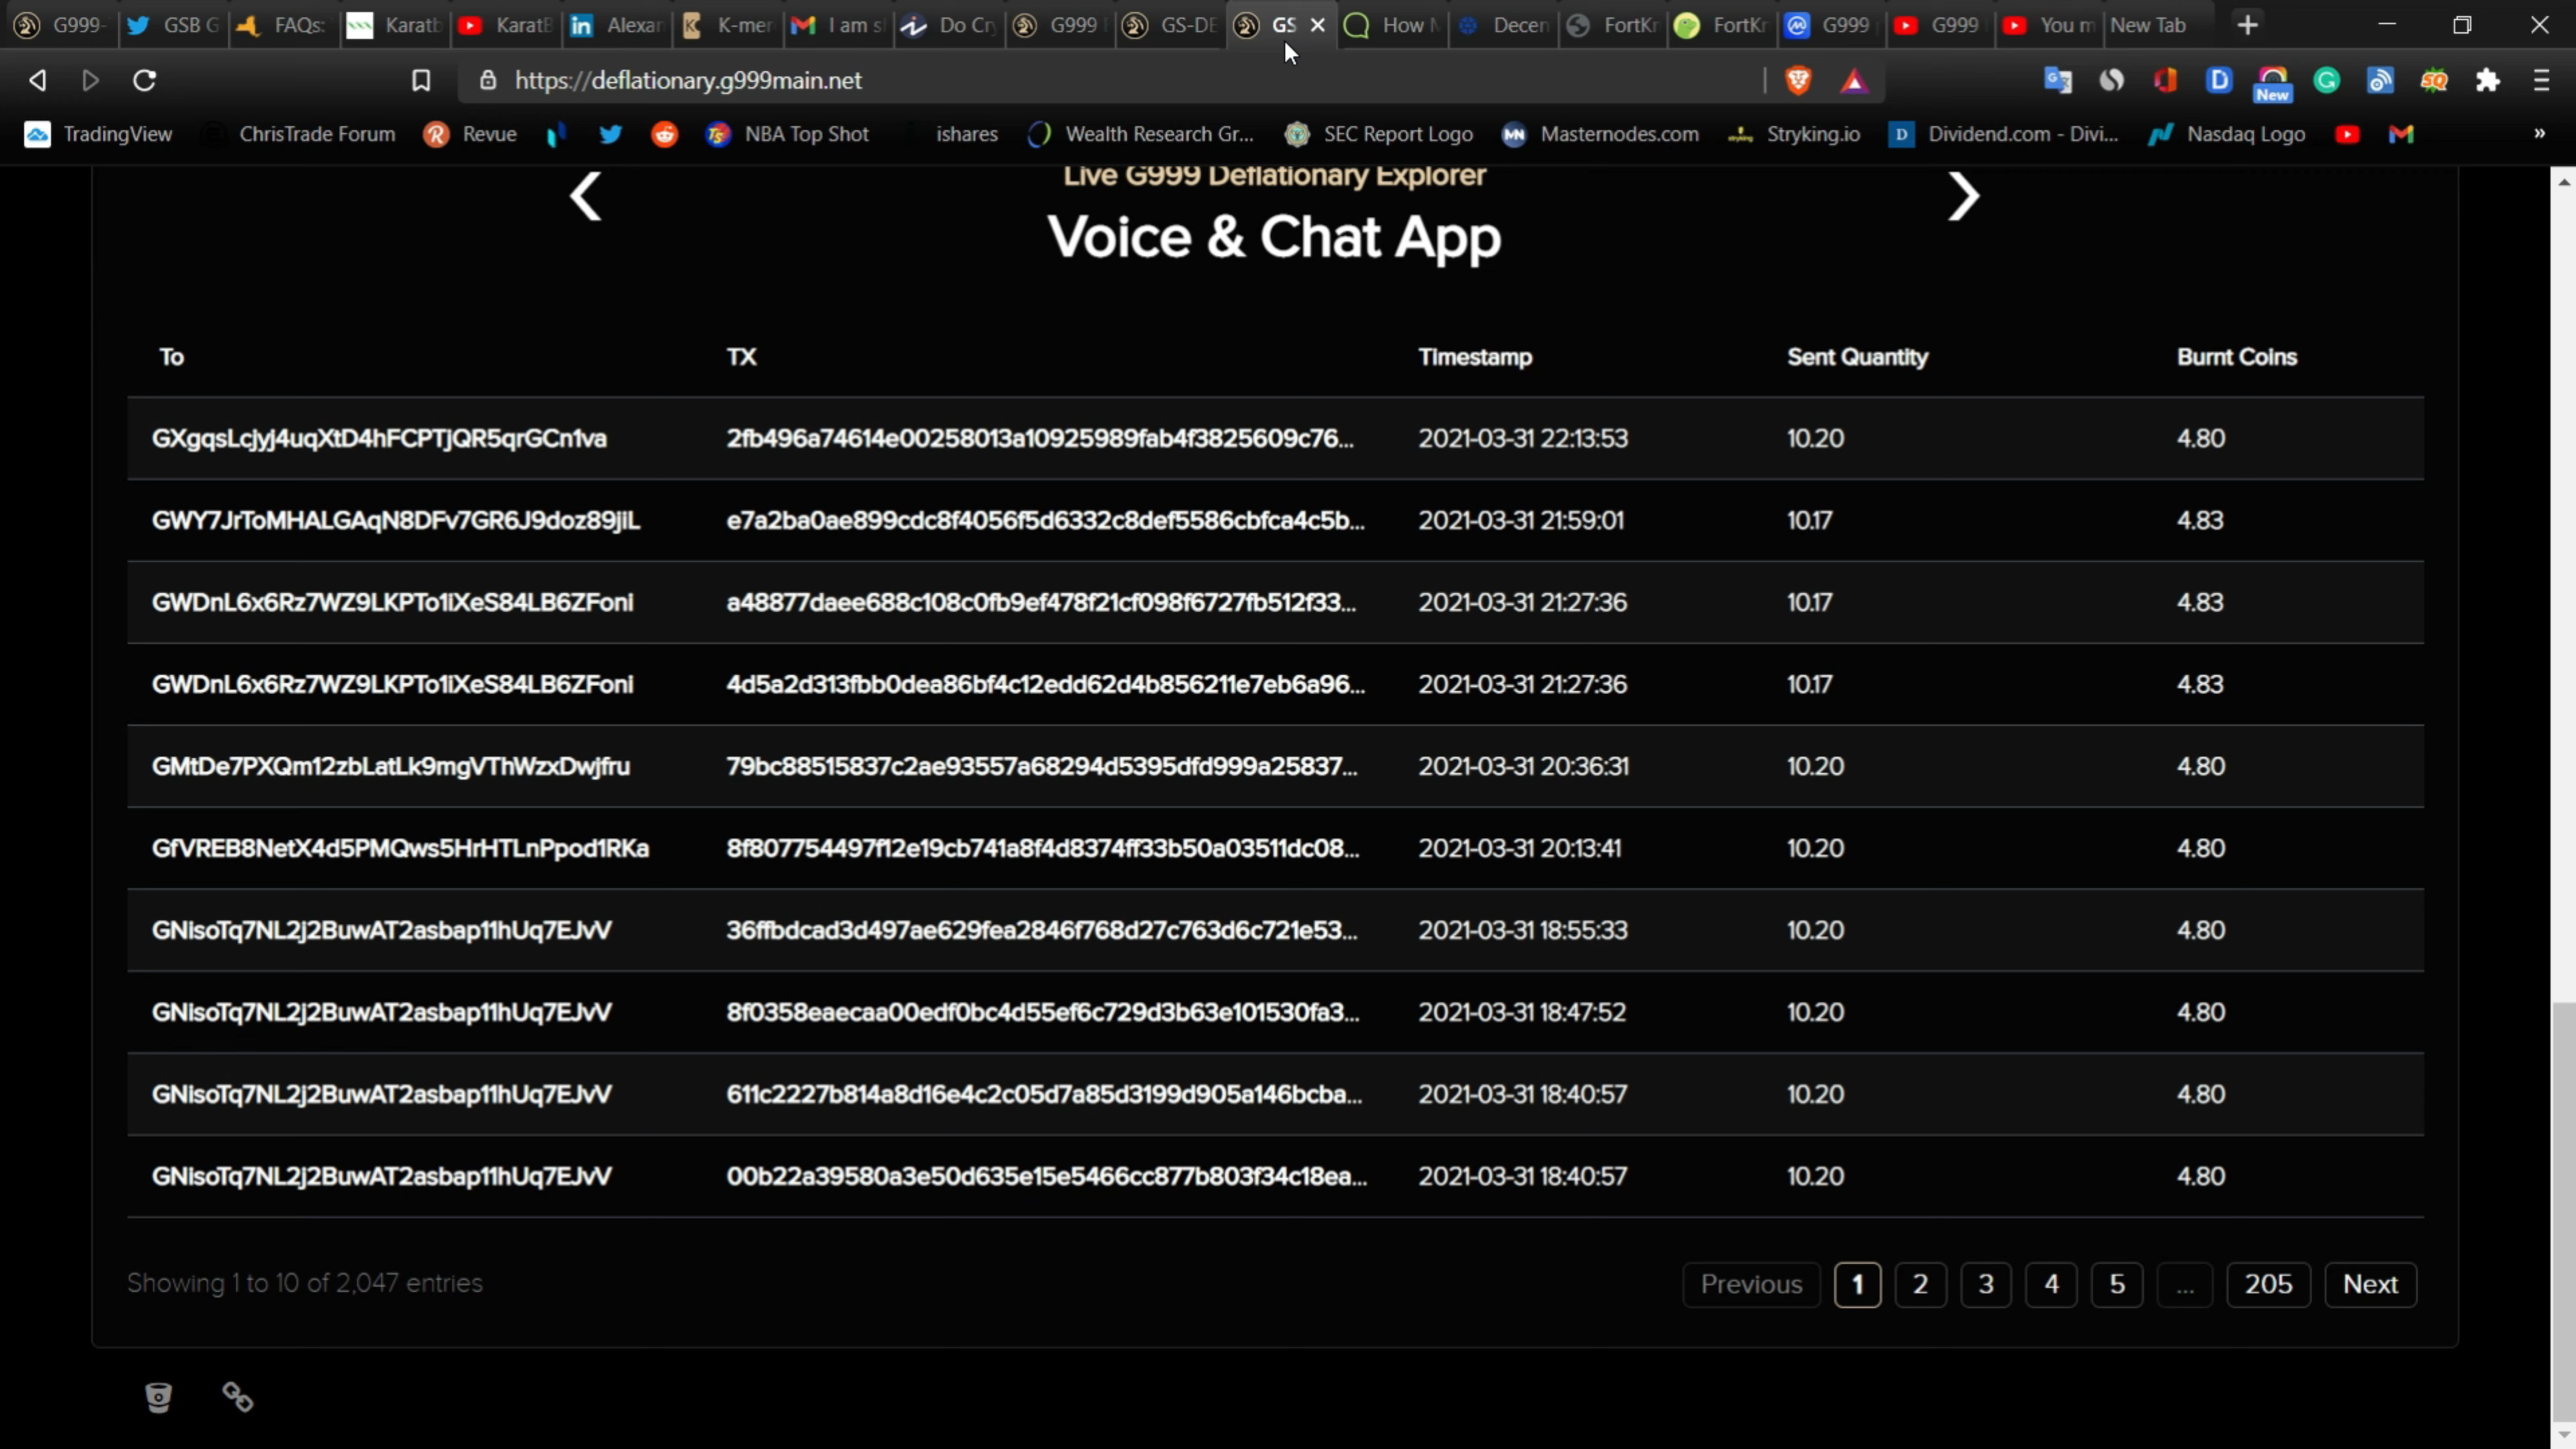 G999- GSB G FAQs: Karatb KaratB Alexan K-mer I am s Do Cry G999 GS-DE GS How M Decen FortKr FortKr G999 G999 You m New Tab
https://deflationary.g999main.net
New
TradingView ChrisTrade Forum Revue NBA Top Shot ishares Wealth Research Gr... SEC Report Logo Masternodes.com Stryking.io Dividend.com - Divi... Nasdaq Logo »
Live G999 Deflationary Explorer
Voice & Chat App
To TX Timestamp Sent Quantity Burnt Coins
GXgqsLcjyj4uqXtD4hFCPTjQR5qrGCn1va 2fb496a74614e00258013a10925989fab4f3825609c76... 2021-03-31 22:13:53 10.20 4.80
GWY7JrToMHALGAqN8DFv7GR6J9doz89jiL e7a2ba0ae899cdc8f4056f5d6332c8def5586cbfca4c5b... 2021-03-31 21:59:01 10.17 4.83
GWDnL6x6Rz7WZ9LKPTo1iXeS84LB6ZFoni a48877daee688c108c0fb9ef478f21cf098f6727fb512f33... 2021-03-31 21:27:36 10.17 4.83
GWDnL6x6Rz7WZ9LKPTo1iXeS84LB6ZFoni 4d5a2d313fbb0dea86bf4c12edd62d4b856211e7eb6a96... 2021-03-31 21:27:36 10.17 4.83
GMtDe7PXQm12zbLatLk9mgVThWzxDwjfru 79bc88515837c2ae93557a68294d5395dfd999a25837... 2021-03-31 20:36:31 10.20 4.80
GfVREB8NetX4d5PMQws5HrHTLnPpod1RKa 8f807754497f12e19cb741a8f4d8374ff33b50a03511dc08... 2021-03-31 20:13:41 10.20 4.80
GNisoTq7NL2j2BuwAT2asbap11hUq7EJvV 36ffbdcad3d497ae629fea2846f768d27c763d6c721e53... 2021-03-31 18:55:33 10.20 4.80
GNisoTq7NL2j2BuwAT2asbap11hUq7EJvV 8f0358eaecaa00edf0bc4d55ef6c729d3b63e101530fa3... 2021-03-31 18:47:52 10.20 4.80
GNisoTq7NL2j2BuwAT2asbap11hUq7EJvV 611c2227b814a8d16e4c2c05d7a85d3199d905a146bcba... 2021-03-31 18:40:57 10.20 4.80
GNisoTq7NL2j2BuwAT2asbap11hUq7EJvV 00b22a39580a3e50d635e15e5466cc877b803f34c18ea... 2021-03-31 18:40:57 10.20 4.80
Showing 1 to 10 of 2,047 entries Previous 1 2 3 4 5 ... 205 Next